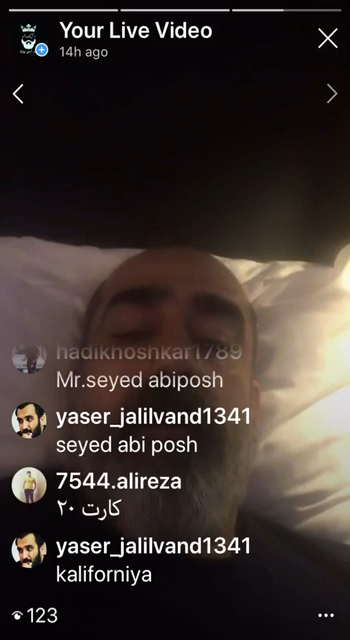 Your Live Video
14h ago
hadikhoshkar1789
Mr.seyed abiposh
yaser_jalilvand1341
seyed abi posh
7544.alireza
کارت ۲۰
yaser_jalilvand1341
kaliforniya
123